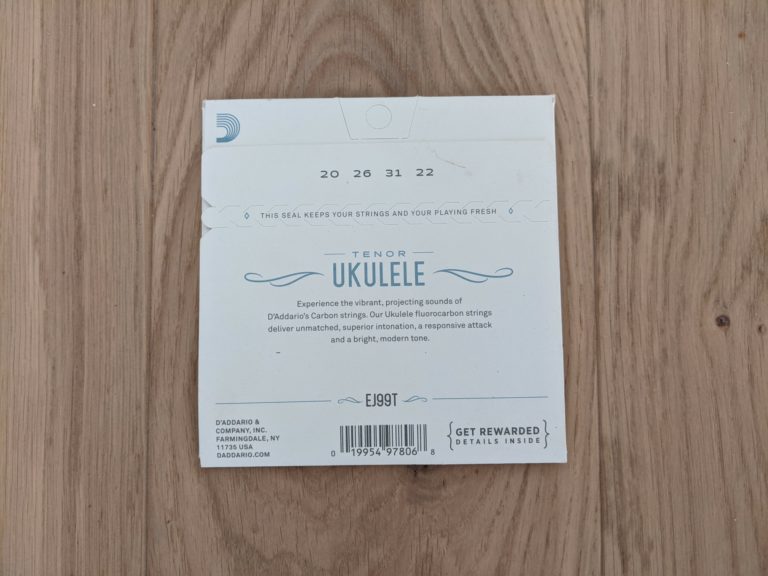 20 26 31 22
THIS SEAL KEEPS YOUR STRINGS AND YOUR PLAYING FRESH
TENOR
UKULELE
Experience the vibrant, projecting sounds of
D'Addario's Carbon strings. Our Ukulele fluorocarbon strings
deliver unmatched, superior intonation, a responsive attack
and a bright, modern tone.
EJ99T
D'ADDARIO &
COMPANY, INC.
FARMINGDALE, NY
11735 USA
DADDARIO.COM
0 19954 97806 8
GET REWARDED
DETAILS INSIDE